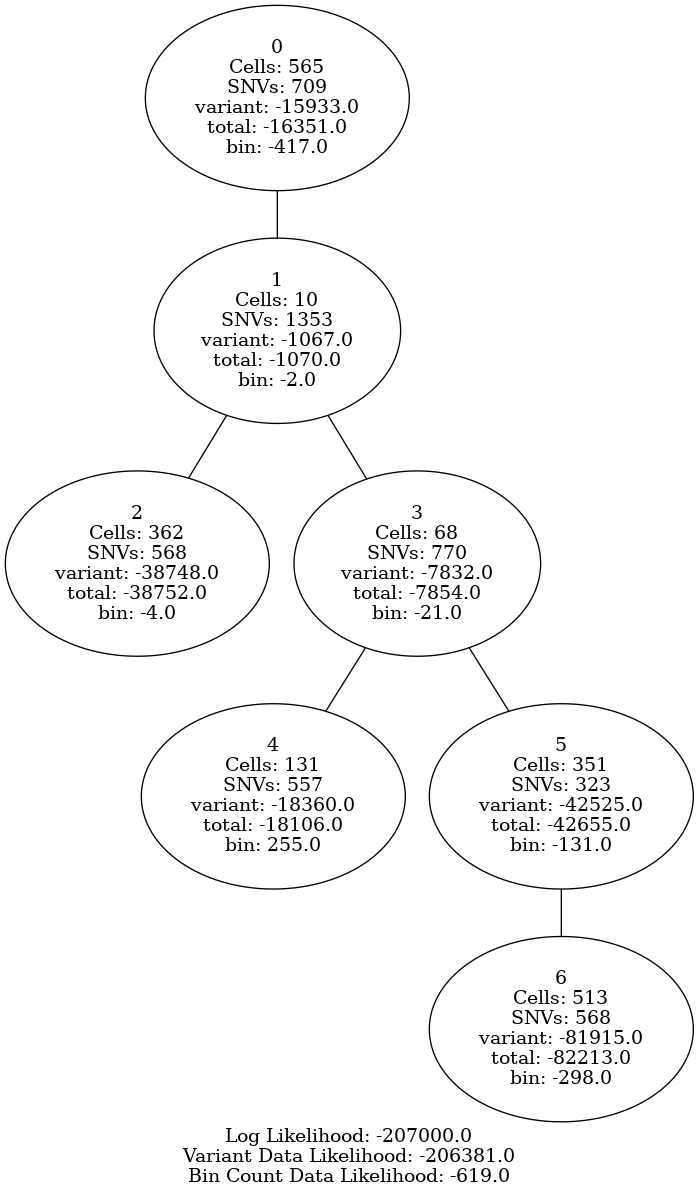 0
Cells: 565
SNVs: 709
variant: -15933.0
total: -16351.0
bin: -417.0
1
Cells: 10
SNVs: 1353
variant: -1067.0
total: -1070.0
bin: -2.0
2
Cells: 362
SNVs: 568
variant: -38748.0
total: -38752.0
bin: -4.0
3
Cells: 68
SNVs: 770
variant: -7832.0
total: -7854.0
bin: -21.0
4
Cells: 131
SNVs: 557
variant: -18360.0
total: -18106.0
bin: 255.0
5
Cells: 351
SNVs: 323
variant: -42525.0
total: -42655.0
bin: -131.0
6
Cells: 513
SNVs: 568
variant: -81915.0
total: -82213.0
bin: -298.0
Log Likelihood: -207000.0
Variant Data Likelihood: -206381.0
Bin Count Data Likelihood: -619.0